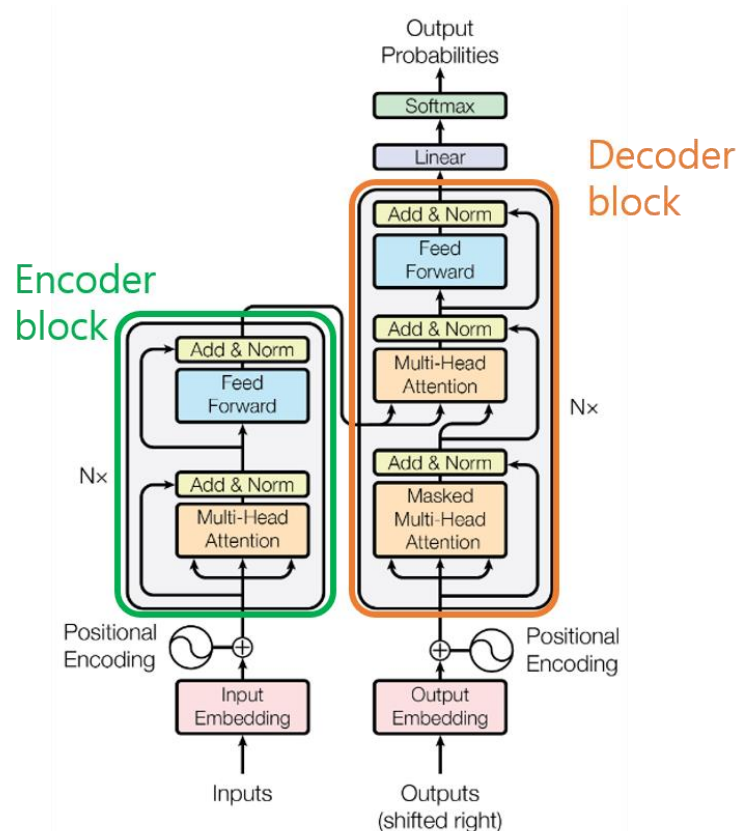 Output
Probabilities
Softmax
Linear
Decoder
block
Add & Norm
Feed
Forward
Add & Norm
Multi-Head
Attention
N×
Add & Norm
Masked
Multi-Head
Attention
Encoder
block
Add & Norm
Feed
Forward
N×
Add & Norm
Multi-Head
Attention
Positional
Encoding
Positional
Encoding
Input
Embedding
Output
Embedding
Inputs
Outputs
(shifted right)